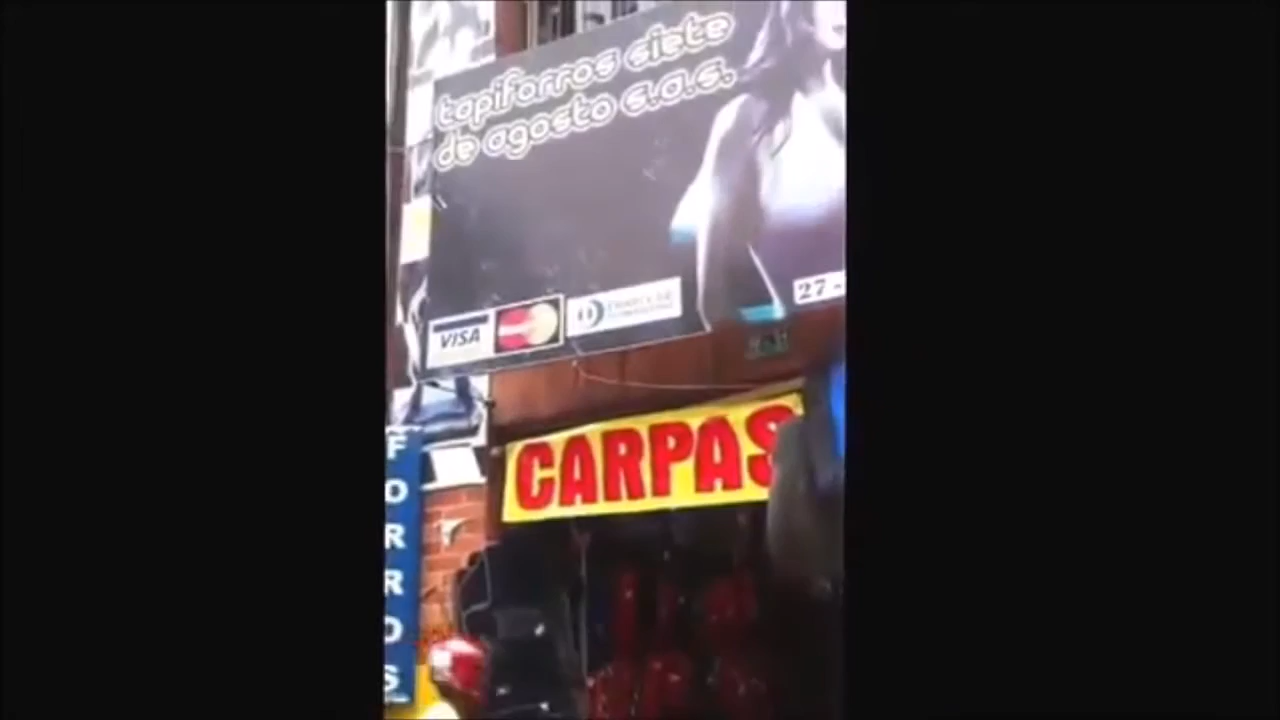 tapiforros siete
de agosto s.a.s.
VISA
27-
CARPAS
FORROS